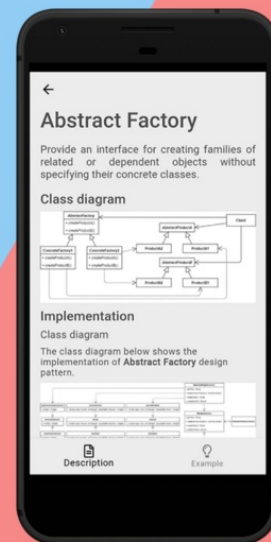 Abstract Factory
Provide an interface for creating families of
related or dependent objects without
specifying their concrete classes.
Class diagram
AbstractFactory
+ createProductA()
+ createProductB()
Client
AbstractProductA
ConcreteFactory1
+ createProductA()
+ createProductB()
ConcreteFactory2
+ createProductA()
+ createProductB()
ProductA2
ProductA1
AbstractProductB
ProductB2
ProductB1
Implementation
Class diagram
The class diagram below shows the
implementation of Abstract Factory design
pattern.
Description
Example